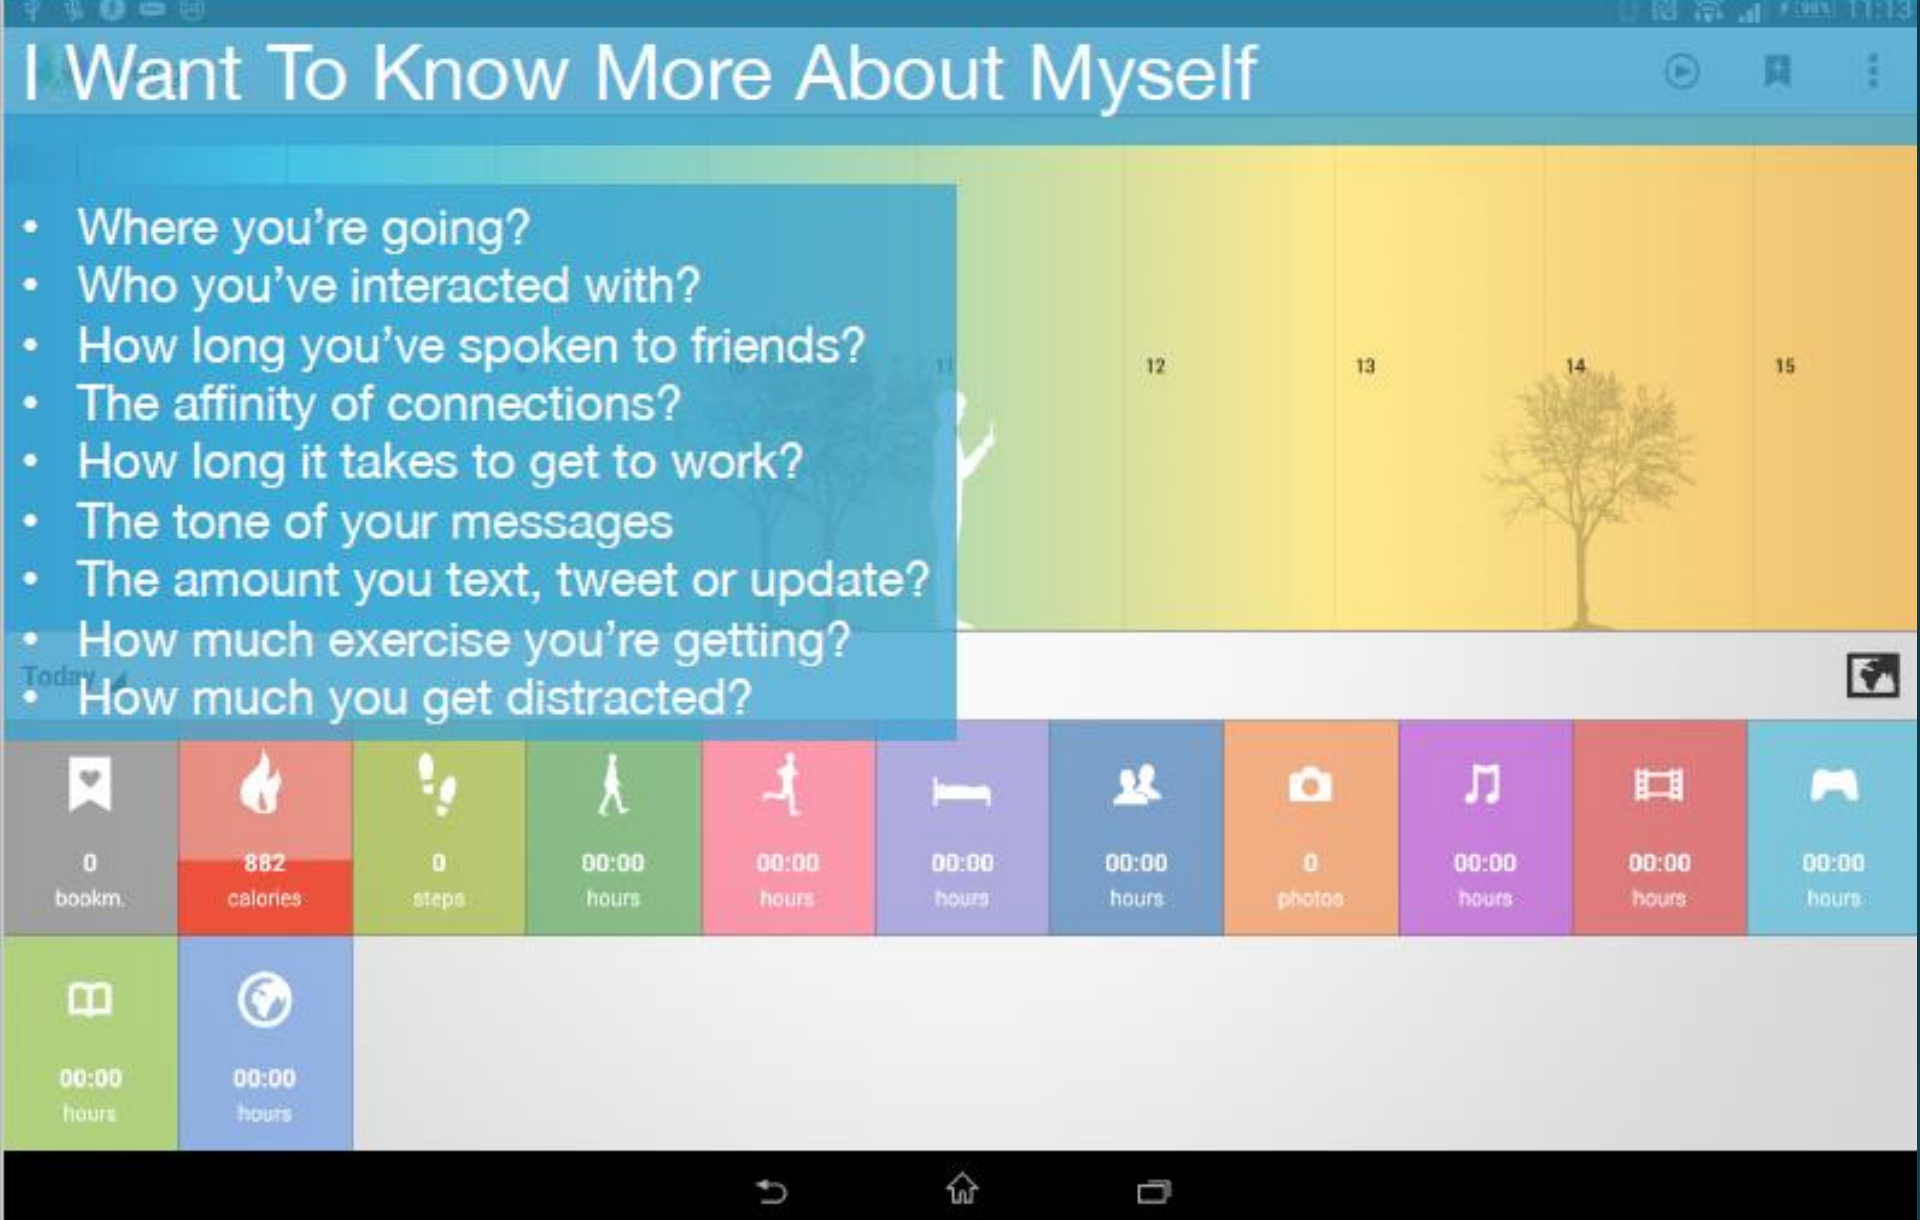 11:13
I Want To Know More About Myself
• Where you’re going?
• Who you’ve interacted with?
• How long you’ve spoken to friends?
• The affinity of connections?
• How long it takes to get to work?
• The tone of your messages
• The amount you text, tweet or update?
• How much exercise you’re getting?
• How much you get distracted?
11 12 13 14 15
Today
0 882 0 00:00 00:00 00:00 00:00 0 00:00 00:00 00:00
bookm. calories steps hours hours hours hours photos hours hours hours
00:00 00:00
hours hours